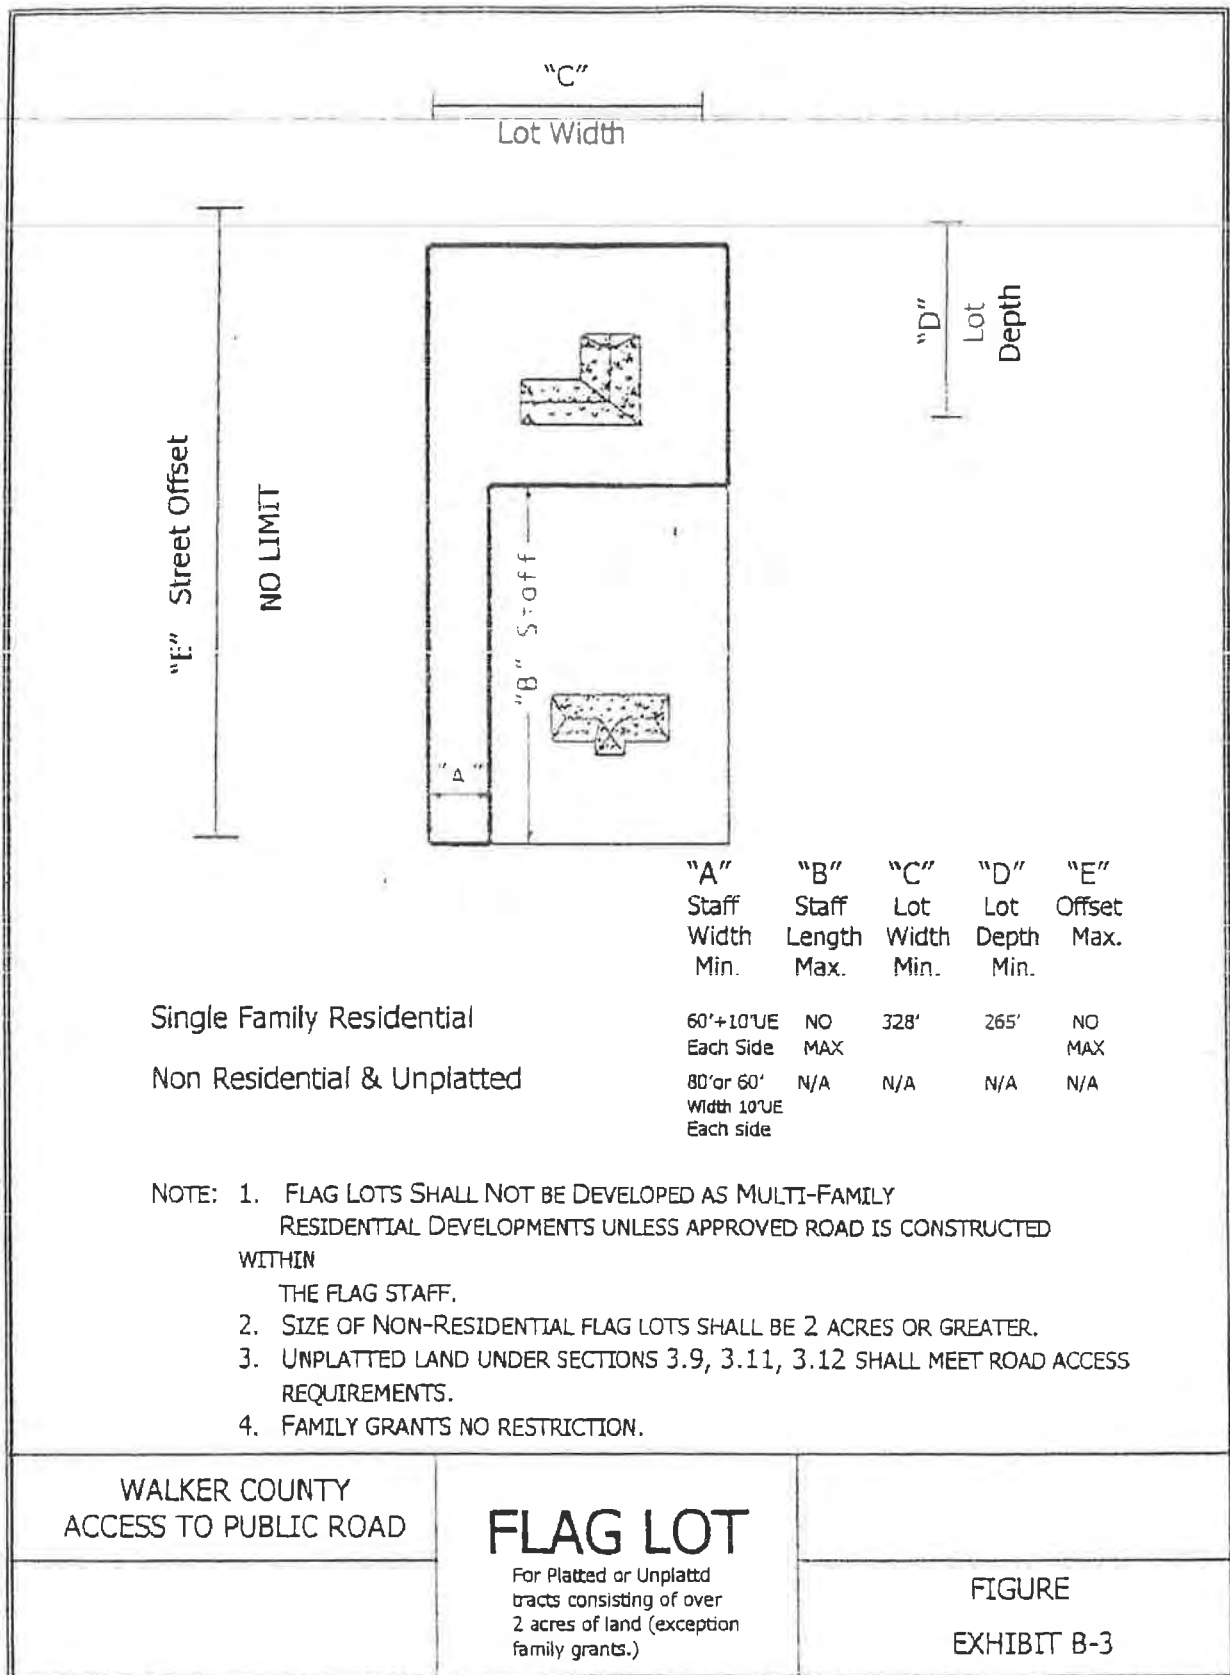 "C"
Lot Width
"D"
Lot
Depth
"E" Street Offset
NO LIMIT
"B" Staff
"A"
"A" "B" "C" "D" "E"
Staff Staff Lot Lot Offset
Width Length Width Depth Max.
Min. Max. Min. Min.
Single Family Residential 60'+10'UE NO 328' 265' NO
Each Side MAX MAX
Non Residential & Unplatted 80'or 60' N/A N/A N/A N/A
Width 10'UE
Each side
NOTE: 1. FLAG LOTS SHALL NOT BE DEVELOPED AS MULTI-FAMILY
RESIDENTIAL DEVELOPMENTS UNLESS APPROVED ROAD IS CONSTRUCTED
WITHIN
THE FLAG STAFF.
2. SIZE OF NON-RESIDENTIAL FLAG LOTS SHALL BE 2 ACRES OR GREATER.
3. UNPLATTED LAND UNDER SECTIONS 3.9, 3.11, 3.12 SHALL MEET ROAD ACCESS
REQUIREMENTS.
4. FAMILY GRANTS NO RESTRICTION.
WALKER COUNTY
ACCESS TO PUBLIC ROAD
FLAG LOT
For Platted or Unplattd
tracts consisting of over
2 acres of land (exception
family grants.)
FIGURE
EXHIBIT B-3